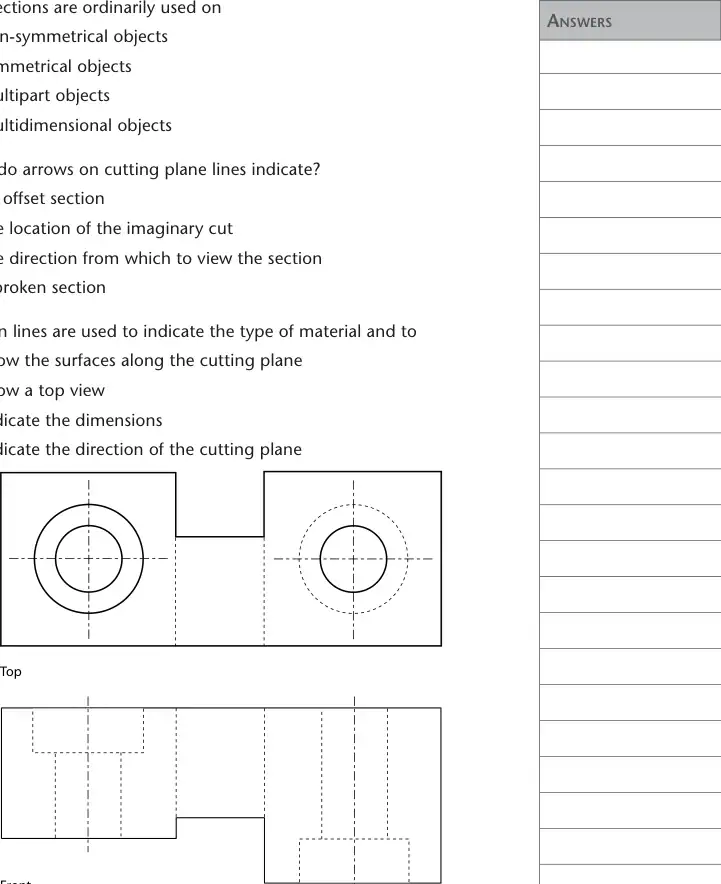 ections are ordinarily used on
n-symmetrical objects
mmetrical objects
ultipart objects
ultidimensional objects
do arrows on cutting plane lines indicate?
offset section
e location of the imaginary cut
e direction from which to view the section
broken section
n lines are used to indicate the type of material and to
ow the surfaces along the cutting plane
ow a top view
dicate the dimensions
dicate the direction of the cutting plane
Top
Front
ANSWERS